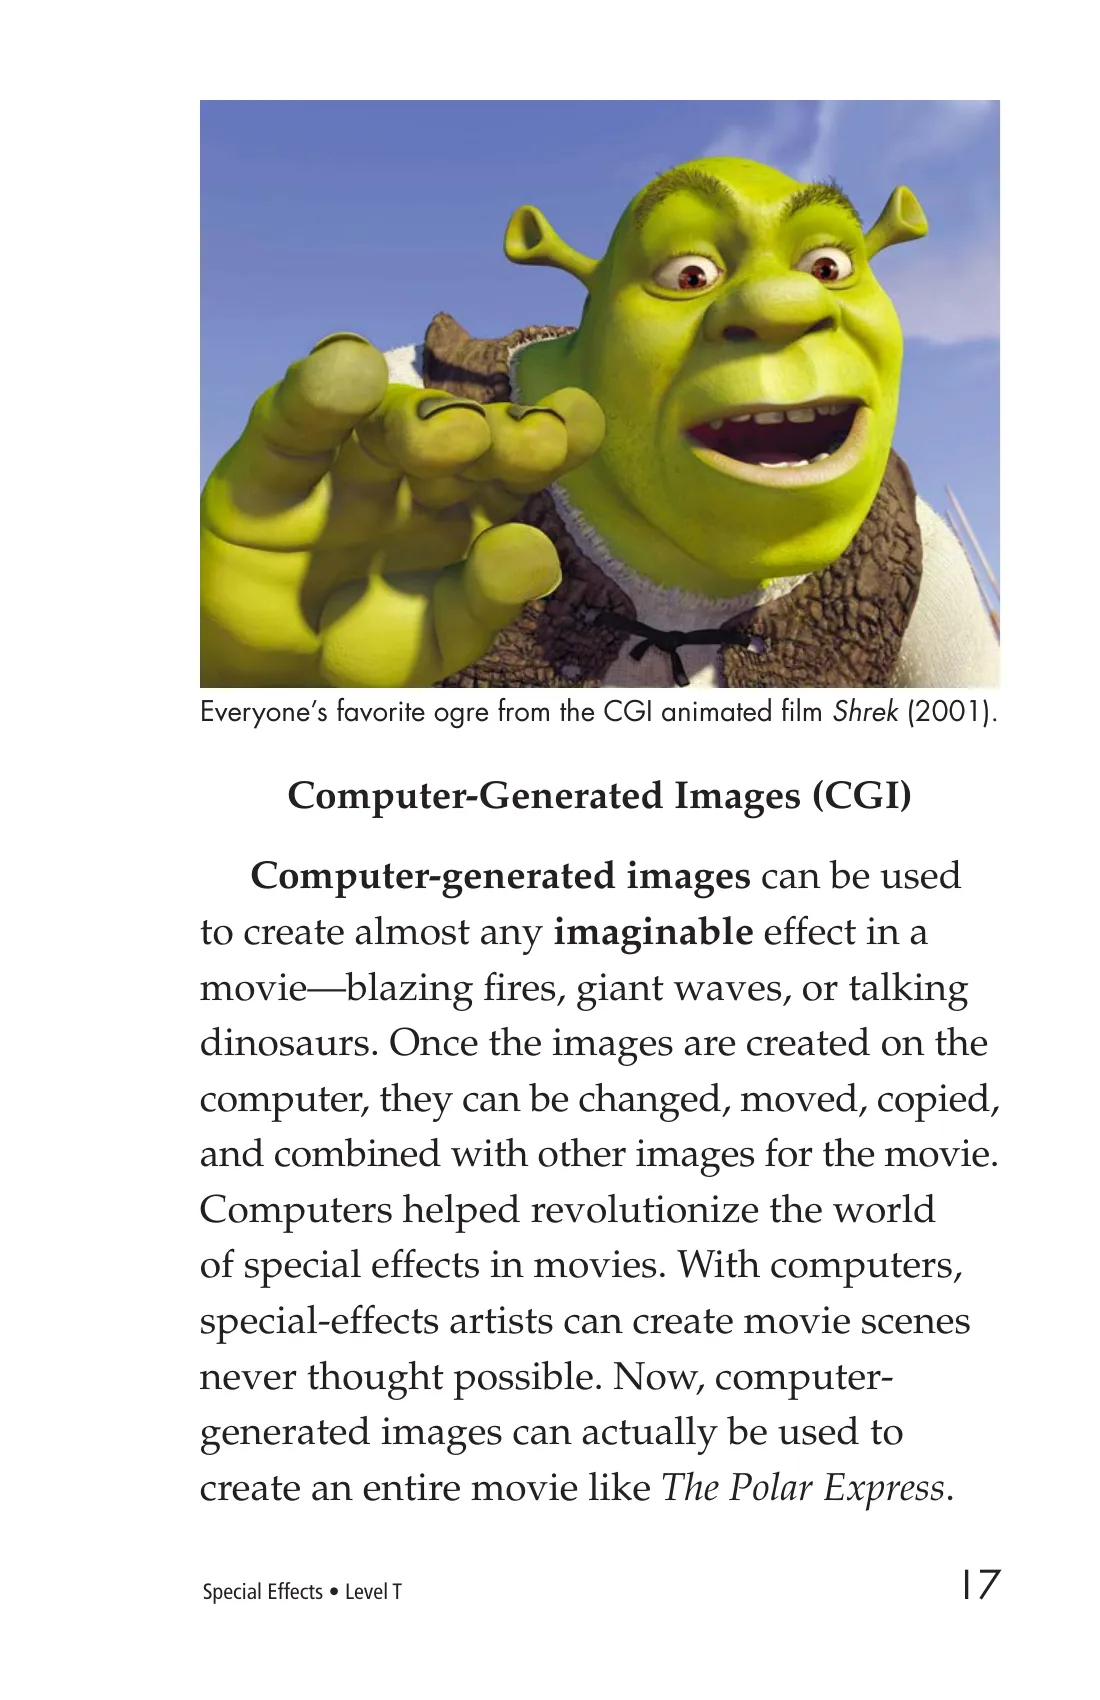 Everyone’s favorite ogre from the CGI animated film Shrek (2001).
Computer-Generated Images (CGI)
Computer-generated images can be used
to create almost any imaginable effect in a
movie—blazing fires, giant waves, or talking
dinosaurs. Once the images are created on the
computer, they can be changed, moved, copied,
and combined with other images for the movie.
Computers helped revolutionize the world
of special effects in movies. With computers,
special-effects artists can create movie scenes
never thought possible. Now, computer-
generated images can actually be used to
create an entire movie like The Polar Express.
Special Effects • Level T
17